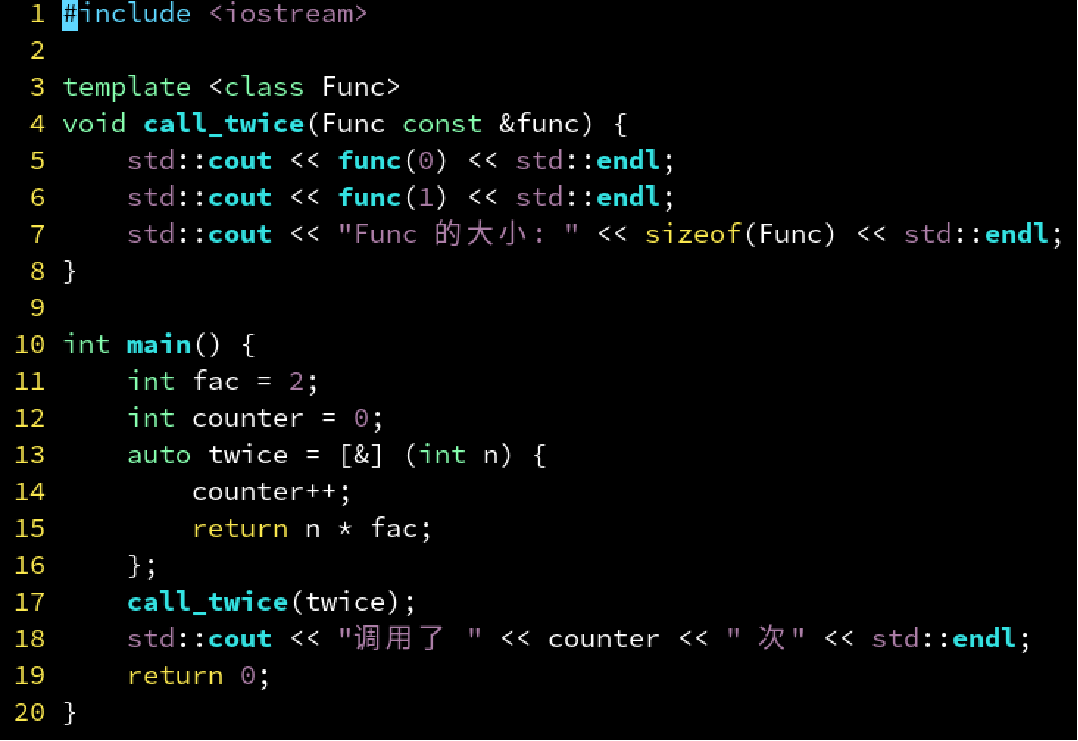 1 #include <iostream>
2
3 template <class Func>
4 void call_twice(Func const &func) {
5     std::cout << func(0) << std::endl;
6     std::cout << func(1) << std::endl;
7     std::cout << "Func 的大小: " << sizeof(Func) << std::endl;
8 }
9
10 int main() {
11     int fac = 2;
12     int counter = 0;
13     auto twice = [&] (int n) {
14         counter++;
15         return n * fac;
16     };
17     call_twice(twice);
18     std::cout << "调用了 " << counter << " 次" << std::endl;
19     return 0;
20 }